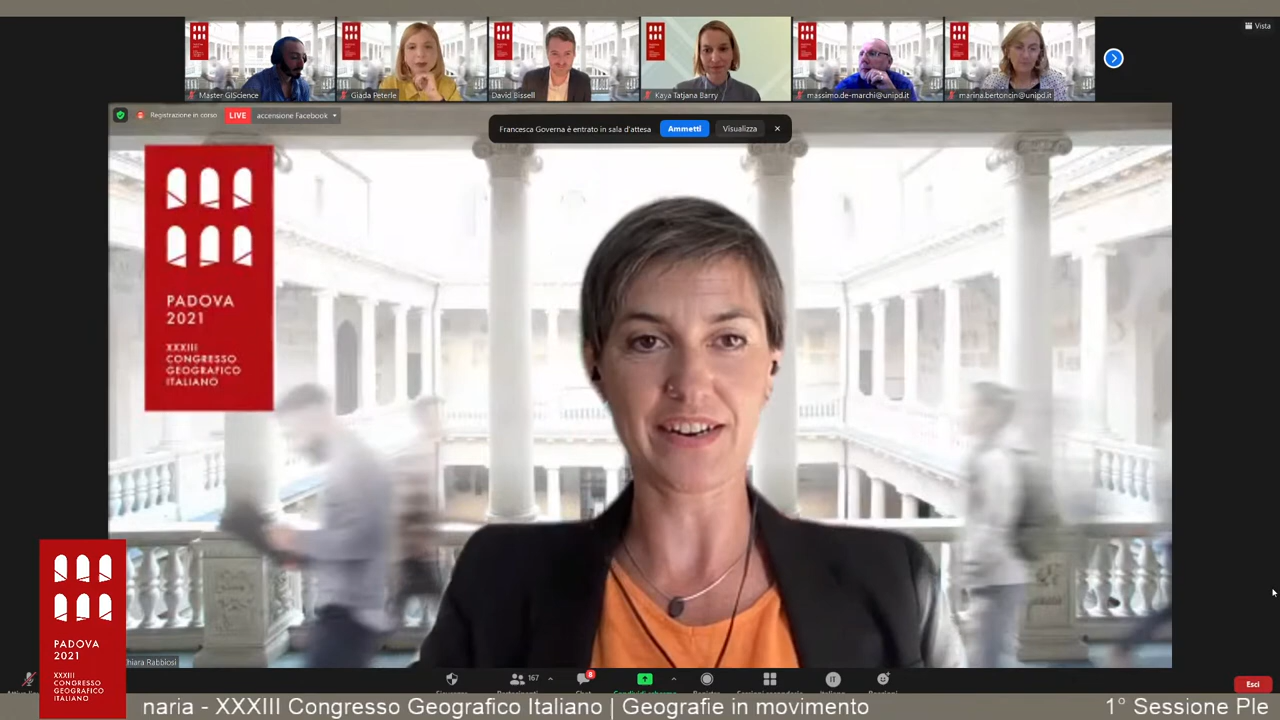 Vista
Master GIScience
Giada Peterle
David Bissell
Kaya Tatjana Barry
massimo.de-marchi@unipd.it
marina.bertoncin@unipd.it
Registrazione in corso
LIVE
accensione Facebook
Francesca Governa è entrato in sala d'attesa
Ammetti
Visualizza
PADOVA
2021
XXXIII
CONGRESSO
GEOGRAFICO
ITALIANO
PADOVA
2021
XXXIII
CONGRESSO
GEOGRAFICO
ITALIANO
hiara Rabbiosi
167
8
IT
Esci
naria - XXXIII Congresso Geografico Italiano | Geografie in movimento
1° Sessione Ple